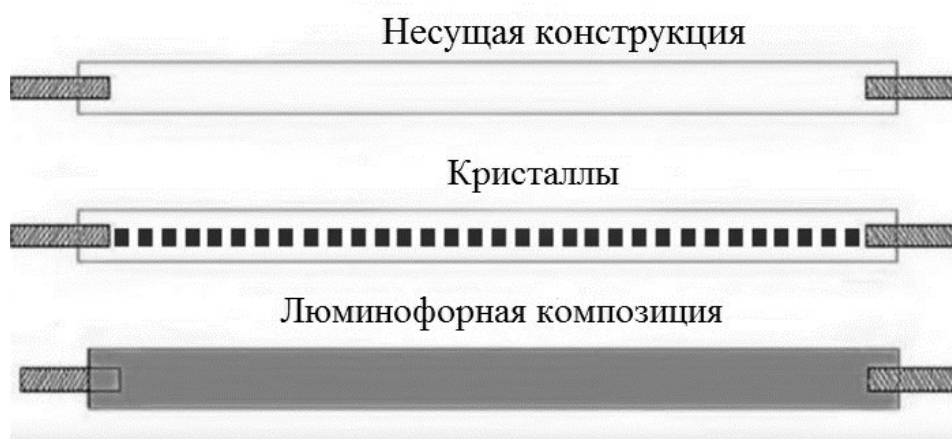 Несущая конструкция
Кристаллы
Люминофорная композиция